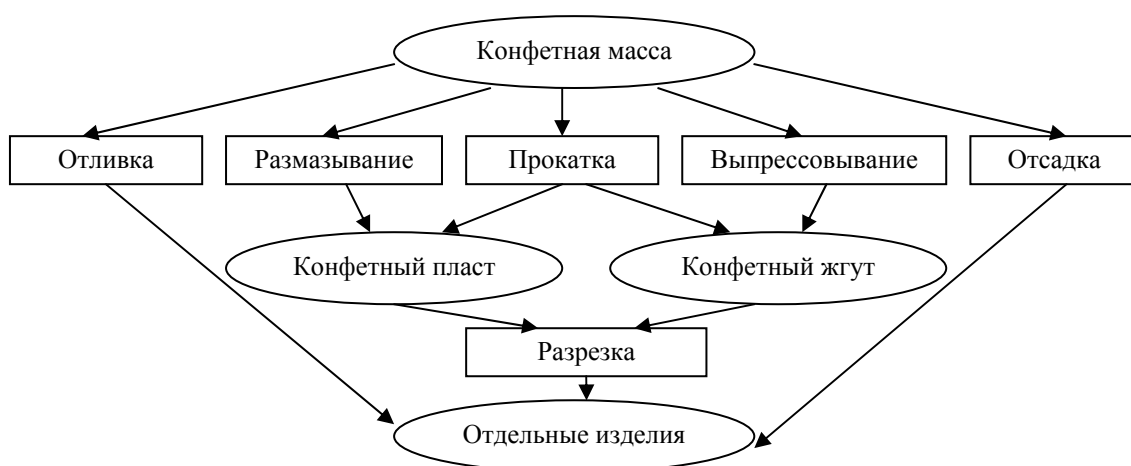 Конфетная масса
Отливка
Размазывание
Прокатка
Выпрессовывание
Отсадка
Конфетный пласт
Конфетный жгут
Разрезка
Отдельные изделия